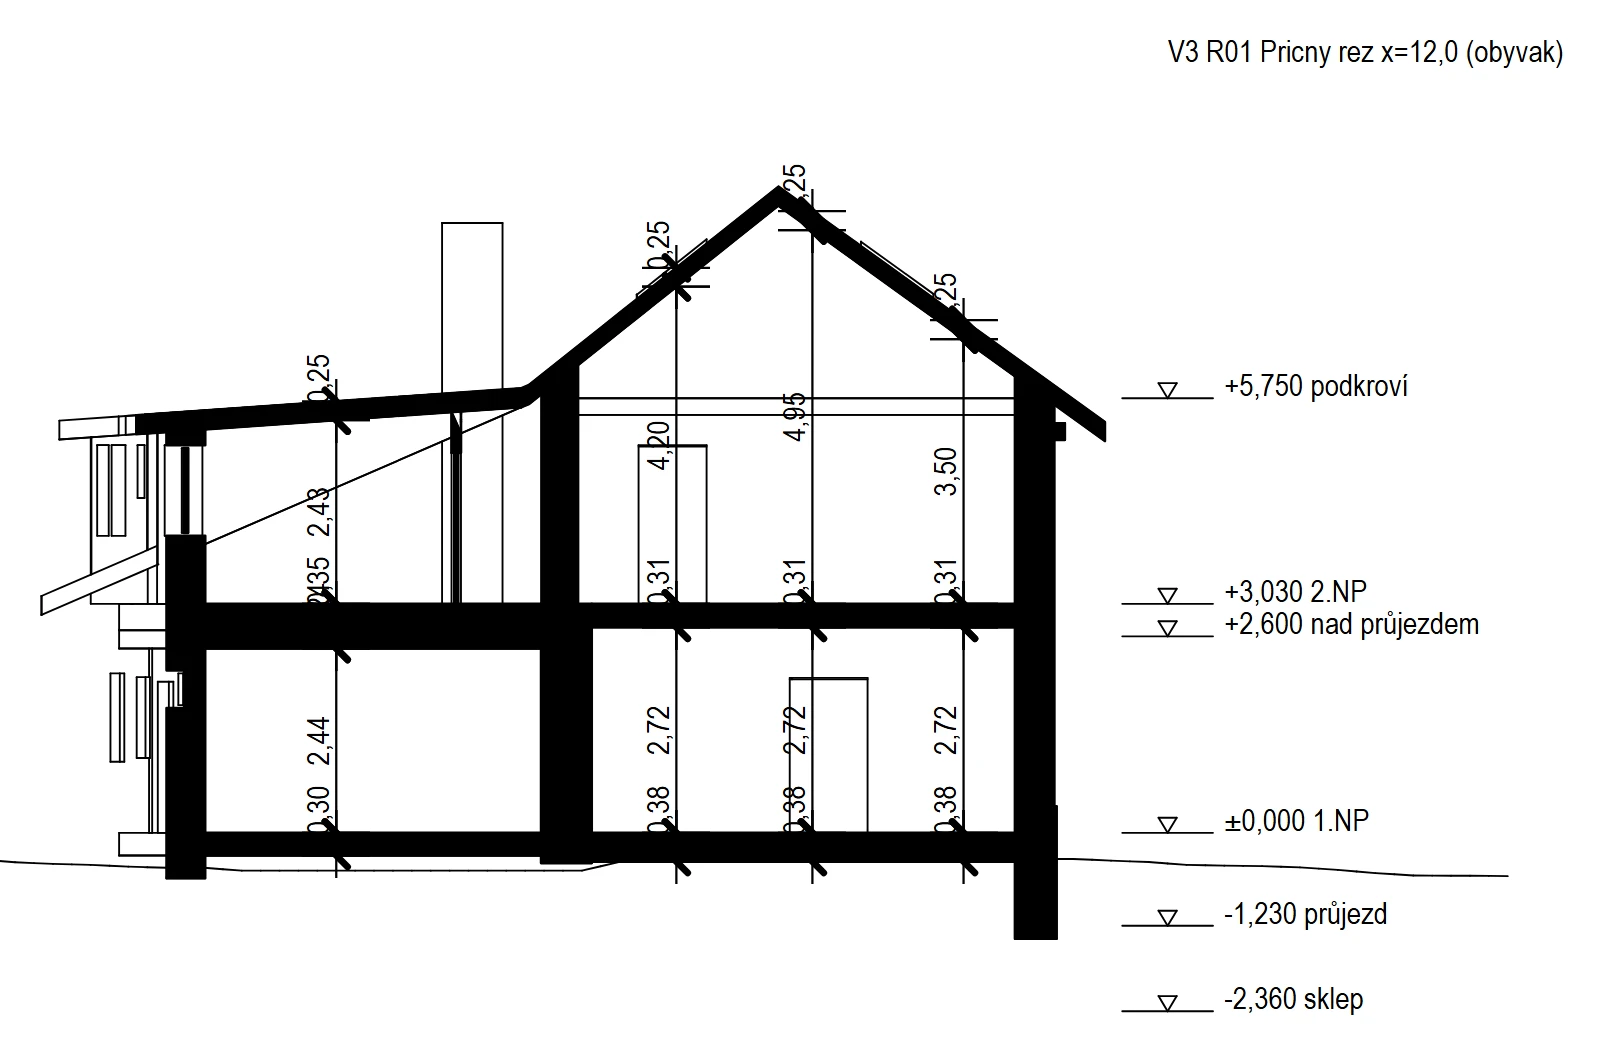 V3 R01 Pricny rez x=12,0 (obyvak)
,25
0,25
,25
0,25
+5,750 podkroví
4,95
4,20
3,50
2,43
0,31
0,31
0,31
+3,030 2.NP
+2,600 nad průjezdem
2,44
2,72
2,72
2,72
0,30
0,38
0,38
0,38
±0,000 1.NP
-1,230 průjezd
-2,360 sklep